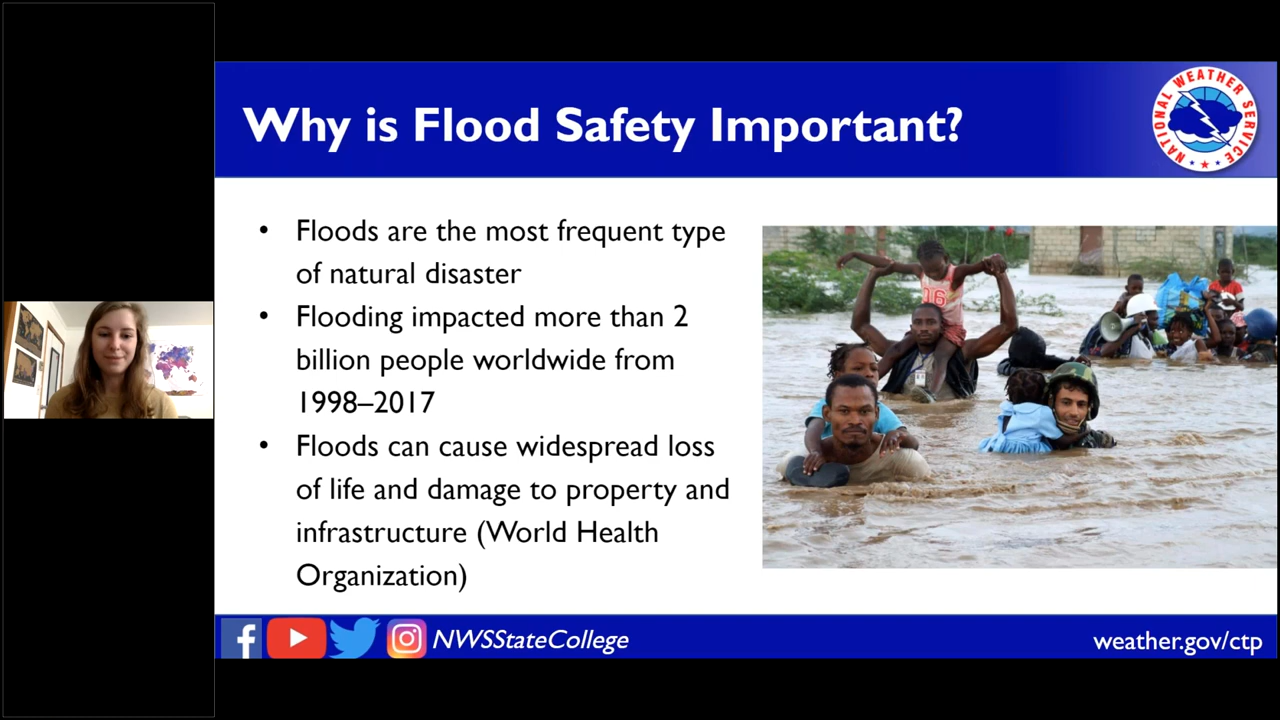 Why is Flood Safety Important?
NATIONAL WEATHER SERVICE
• Floods are the most frequent type
of natural disaster
• Flooding impacted more than 2
billion people worldwide from
1998–2017
• Floods can cause widespread loss
of life and damage to property and
infrastructure (World Health
Organization)
06
NWSStateCollege
weather.gov/ctp